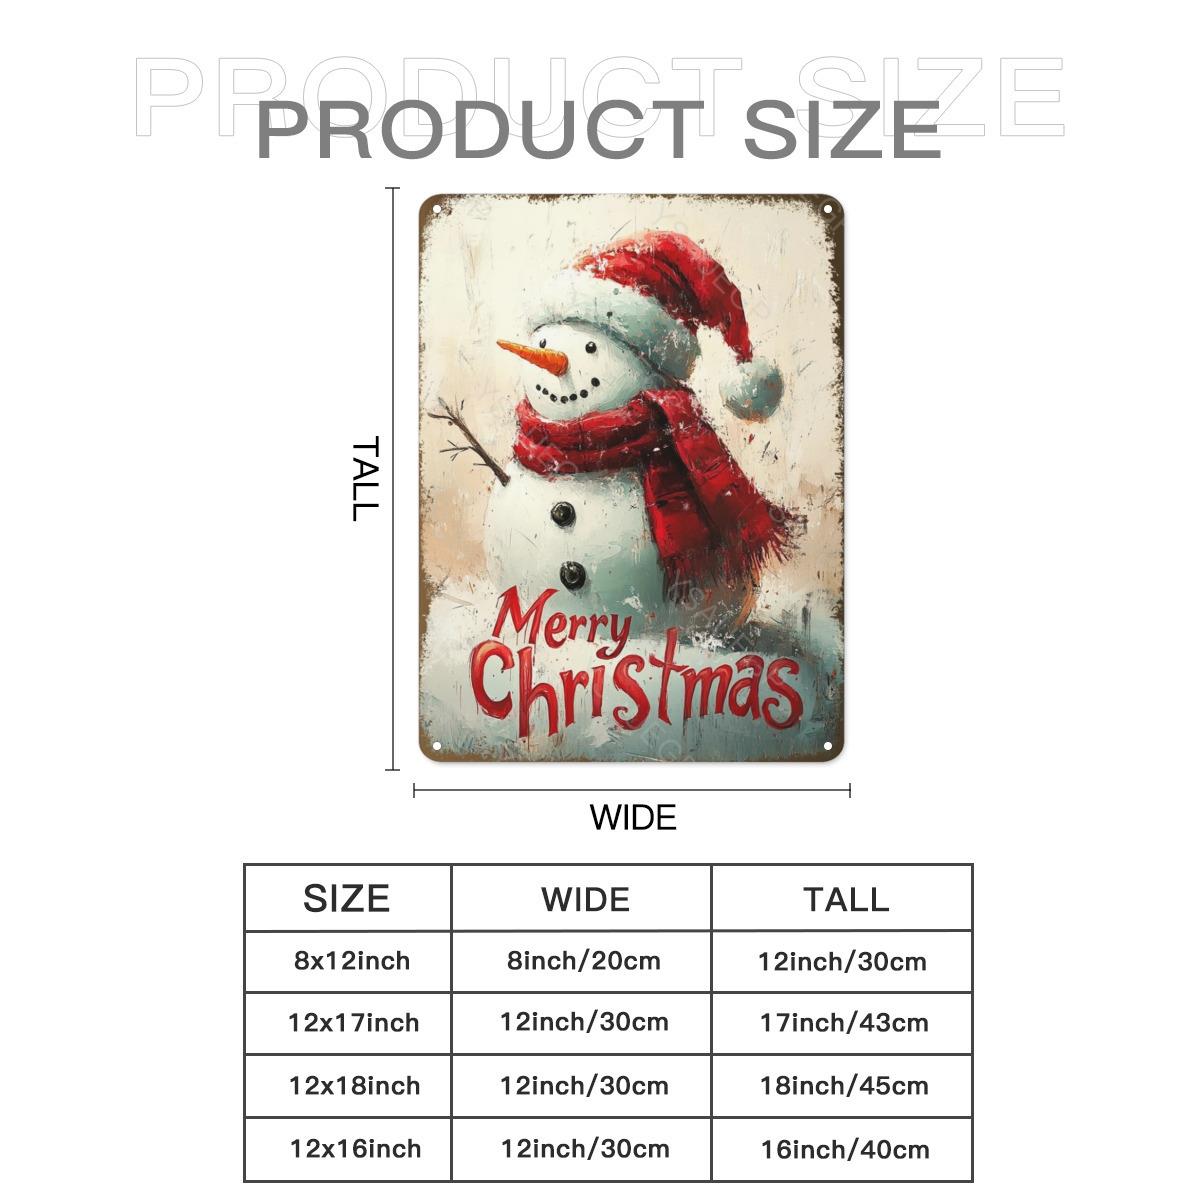 PRODUCT SIZE
PRODUCT SIZE
TALL
Merry
Christmas
WIDE
SIZE WIDE TALL
8x12inch 8inch/20cm 12inch/30cm
12x17inch 12inch/30cm 17inch/43cm
12x18inch 12inch/30cm 18inch/45cm
12x16inch 12inch/30cm 16inch/40cm